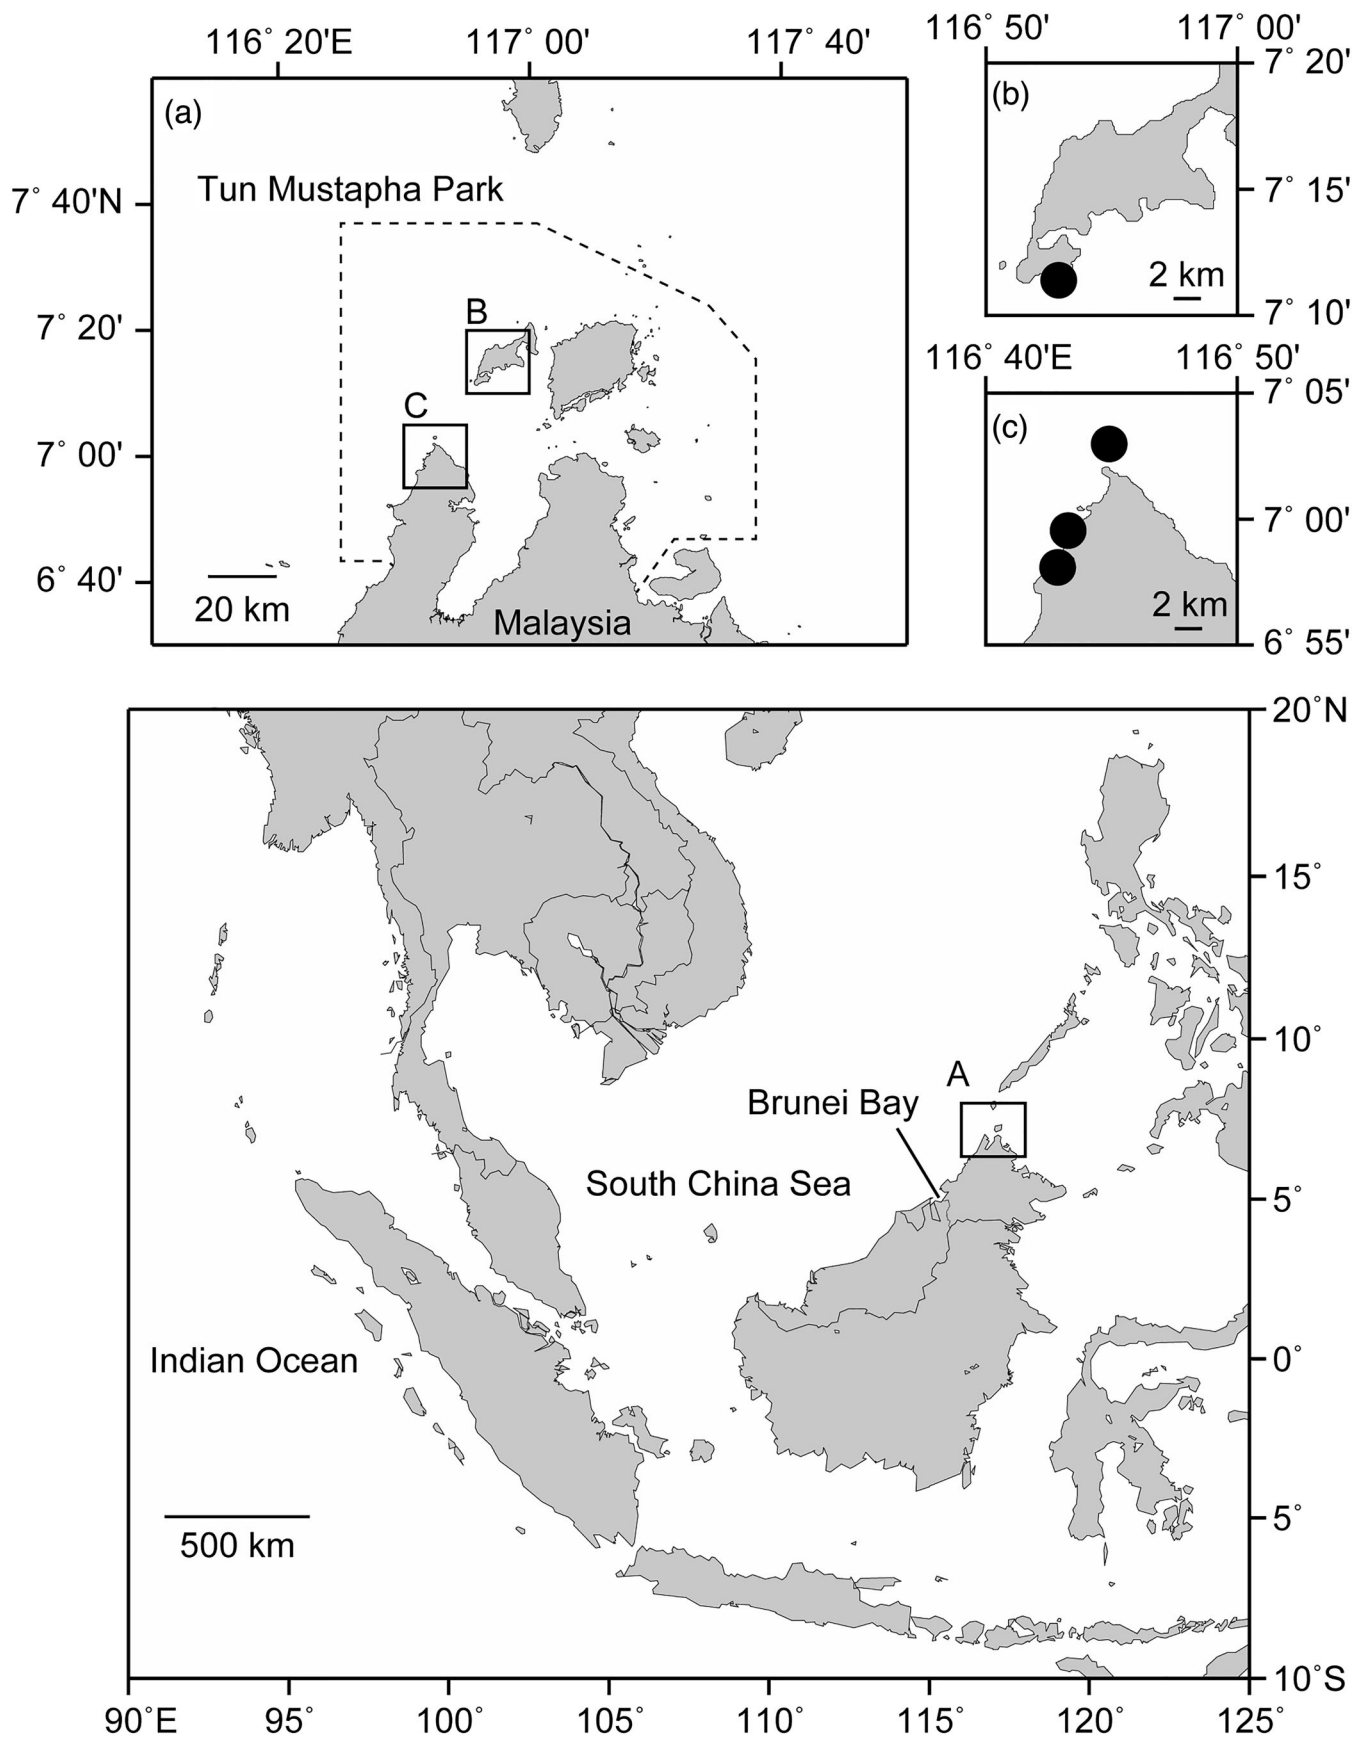 116° 20'E 117° 00' 117° 40'
(a)
Tun Mustapha Park
7° 40'N
7° 20'
B
C
7° 00'
6° 40'
20 km
Malaysia
116° 50' 117° 00'
7° 20'
(b)
7° 15'
2 km
7° 10'
116° 40'E 116° 50'
7° 05'
(c)
7° 00'
2 km
6° 55'
20°N
15°
10°
A
Brunei Bay
South China Sea
5°
Indian Ocean
0°
5°
500 km
10°S
90°E 95° 100° 105° 110° 115° 120° 125°